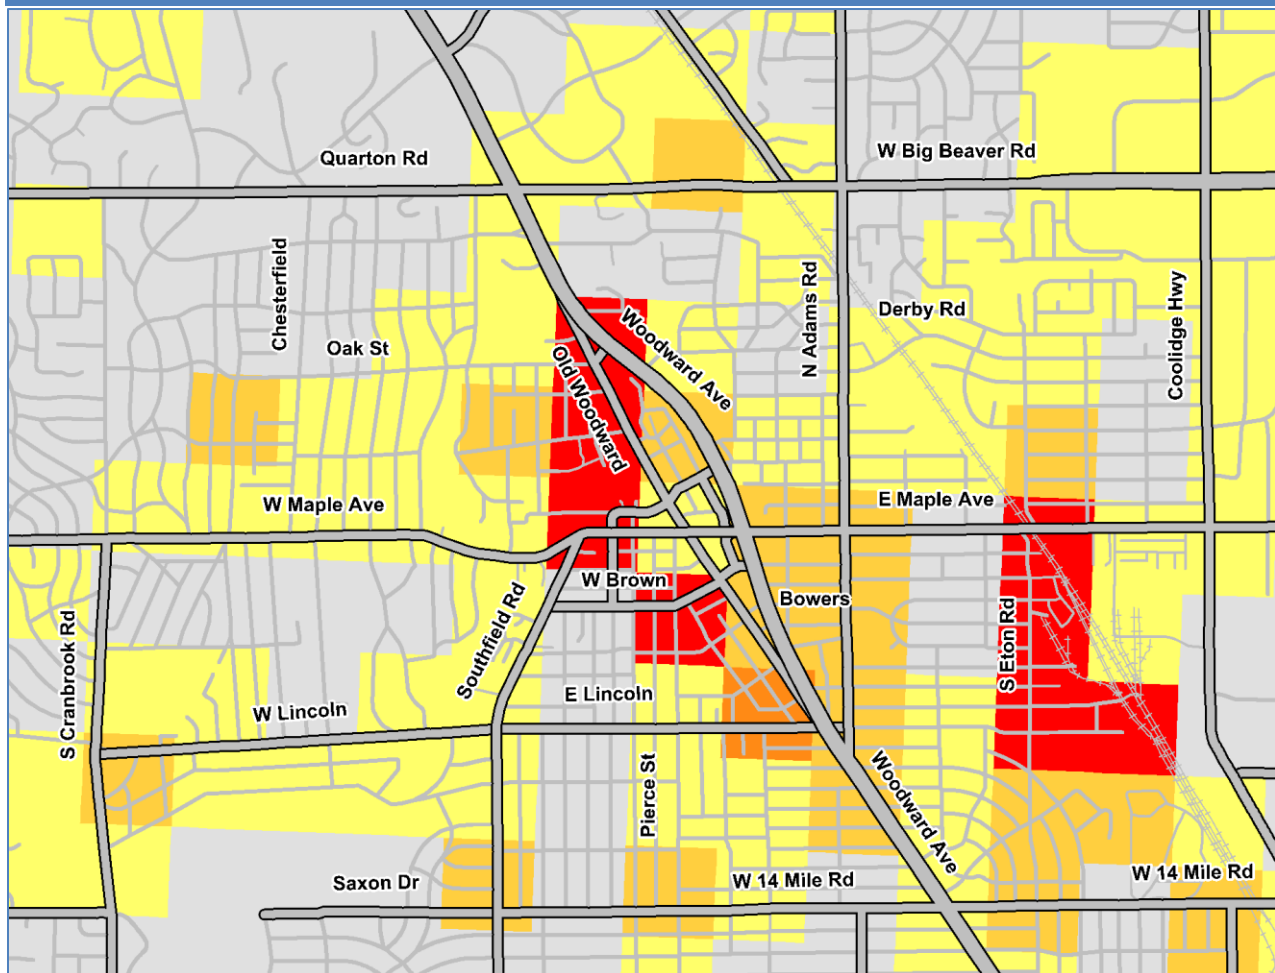 Quarton Rd
W Big Beaver Rd
Chesterfield
N Adams Rd
Coolidge Hwy
Derby Rd
Oak St
Woodward Ave
Old Woodward
W Maple Ave
E Maple Ave
W Brown
Bowers
S Cranbrook Rd
Southfield Rd
S Eton Rd
E Lincoln
W Lincoln
Pierce St
Woodward Ave
Saxon Dr
W 14 Mile Rd
W 14 Mile Rd